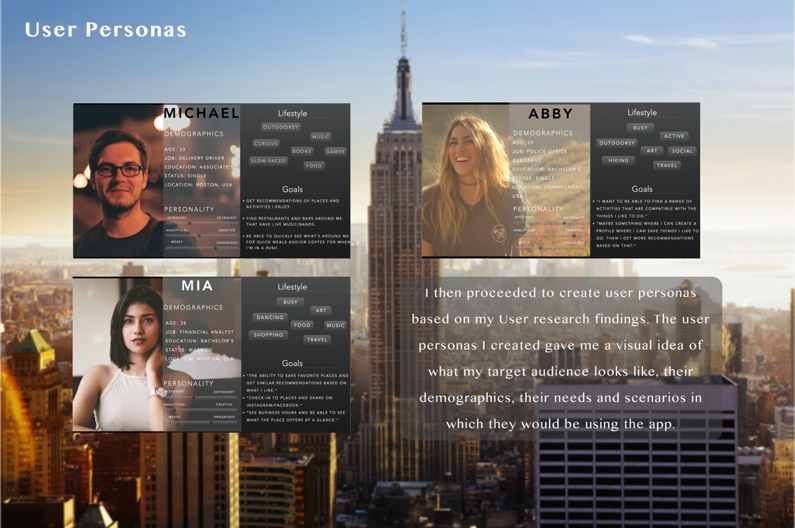 User Personas
MICHAEL
DEMOGRAPHICS
AGE: 33
JOB: DELIVERY DRIVER
EDUCATION: ASSOCIATE'S
STATUS: SINGLE
LOCATION: BOSTON, USA
PERSONALITY
INTROVERT EXTROVERT
ANALYTICAL CREATIVE
MESSY ORGANIZED
Lifestyle
OUTDOORSY
MUSIC
CURIOUS
BOOKS GAMES
SLOW-PACED
FOOD
Goals
• GET RECOMMENDATIONS OF PLACES AND
ACTIVITIES I ENJOY.
• FIND RESTAURANTS AND BARS AROUND ME
THAT HAVE LIVE MUSIC/BANDS.
• BE ABLE TO QUICKLY SEE WHAT'S AROUND ME
FOR QUICK MEALS AND/OR COFFEE FOR WHEN
I'M IN A RUSH.
ABBY
DEMOGRAPHICS
AGE: 29
JOB: POLICE OFFICE
ASSISTANT
EDUCATION: BACHELOR'S
STATUS: SINGLE
LOCATION: CONNECTICUT,
USA
PERSONALITY
INTROVERT EXTROVERT
ANALYTICAL CREATIVE
MESSY ORGANIZED
Lifestyle
BUSY
ACTIVE
OUTDOORSY
ART SOCIAL
HIKING
TRAVEL
Goals
• "I WANT TO BE ABLE TO FIND A RANGE OF
ACTIVITIES THAT ARE COMPATIBLE WITH THE
THINGS I LIKE TO DO."
• "MAYBE SOMETHING WHERE I CAN CREATE A
PROFILE WHERE I CAN SAVE THINGS I LIKE TO
DO. THEN I GET MORE RECOMMENDATIONS
BASED ON THAT."
MIA
DEMOGRAPHICS
AGE: 38
JOB: FINANCIAL ANALYST
EDUCATION: BACHELOR'S
STATUS: MARRIED
LOCATION: BOSTON, USA
PERSONALITY
INTROVERT EXTROVERT
ANALYTICAL CREATIVE
MESSY ORGANIZED
Lifestyle
BUSY
ART
DANCING
FOOD MUSIC
SHOPPING
TRAVEL
Goals
• "THE ABILITY TO SAVE FAVORITE PLACES AND
GET SIMILAR RECOMMENDATIONS BASED ON
WHAT I LIKE."
• "CHECK-IN TO PLACES AND SHARE ON
INSTAGRAM/FACEBOOK."
• "SEE BUSINESS HOURS AND BE ABLE TO SEE
WHAT THE PLACE OFFERS AT A GLANCE."
I then proceeded to create user personas
based on my User research findings. The user
personas I created gave me a visual idea of
what my target audience looks like, their
demographics, their needs and scenarios in
which they would be using the app.